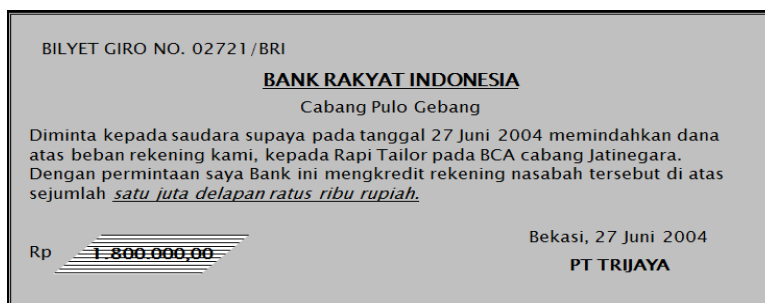 BILYET GIRO NO. 02721/BRI
BANK RAKYAT INDONESIA
Cabang Pulo Gebang
Diminta kepada saudara supaya pada tanggal 27 Juni 2004 memindahkan dana
atas beban rekening kami, kepada Rapi Tailor pada BCA cabang Jatinegara.
Dengan permintaan saya Bank ini mengkredit rekening nasabah tersebut di atas
sejumlah satu juta delapan ratus ribu rupiah.
Bekasi, 27 Juni 2004
Rp 1.800.000,00
PT TRIJAYA